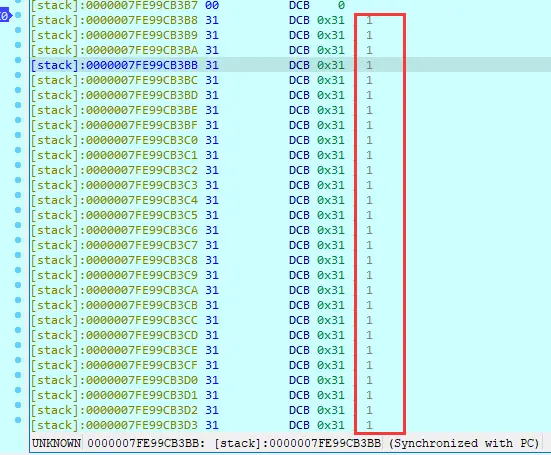 [stack]:0000007FE99CB3B7 00 DCB 0
[stack]:0000007FE99CB3B8 31 DCB 0x31 ; 1
[stack]:0000007FE99CB3B9 31 DCB 0x31 ; 1
[stack]:0000007FE99CB3BA 31 DCB 0x31 ; 1
[stack]:0000007FE99CB3BB 31 DCB 0x31 ; 1
[stack]:0000007FE99CB3BC 31 DCB 0x31 ; 1
[stack]:0000007FE99CB3BD 31 DCB 0x31 ; 1
[stack]:0000007FE99CB3BE 31 DCB 0x31 ; 1
[stack]:0000007FE99CB3BF 31 DCB 0x31 ; 1
[stack]:0000007FE99CB3C0 31 DCB 0x31 ; 1
[stack]:0000007FE99CB3C1 31 DCB 0x31 ; 1
[stack]:0000007FE99CB3C2 31 DCB 0x31 ; 1
[stack]:0000007FE99CB3C3 31 DCB 0x31 ; 1
[stack]:0000007FE99CB3C4 31 DCB 0x31 ; 1
[stack]:0000007FE99CB3C5 31 DCB 0x31 ; 1
[stack]:0000007FE99CB3C6 31 DCB 0x31 ; 1
[stack]:0000007FE99CB3C7 31 DCB 0x31 ; 1
[stack]:0000007FE99CB3C8 31 DCB 0x31 ; 1
[stack]:0000007FE99CB3C9 31 DCB 0x31 ; 1
[stack]:0000007FE99CB3CA 31 DCB 0x31 ; 1
[stack]:0000007FE99CB3CB 31 DCB 0x31 ; 1
[stack]:0000007FE99CB3CC 31 DCB 0x31 ; 1
[stack]:0000007FE99CB3CD 31 DCB 0x31 ; 1
[stack]:0000007FE99CB3CE 31 DCB 0x31 ; 1
[stack]:0000007FE99CB3CF 31 DCB 0x31 ; 1
[stack]:0000007FE99CB3D0 31 DCB 0x31 ; 1
[stack]:0000007FE99CB3D1 31 DCB 0x31 ; 1
[stack]:0000007FE99CB3D2 31 DCB 0x31 ; 1
[stack]:0000007FE99CB3D3 31 DCB 0x31 ; 1
UNKNOWN 0000007FE99CB3BB: [stack]:0000007FE99CB3BB (Synchronized with PC)